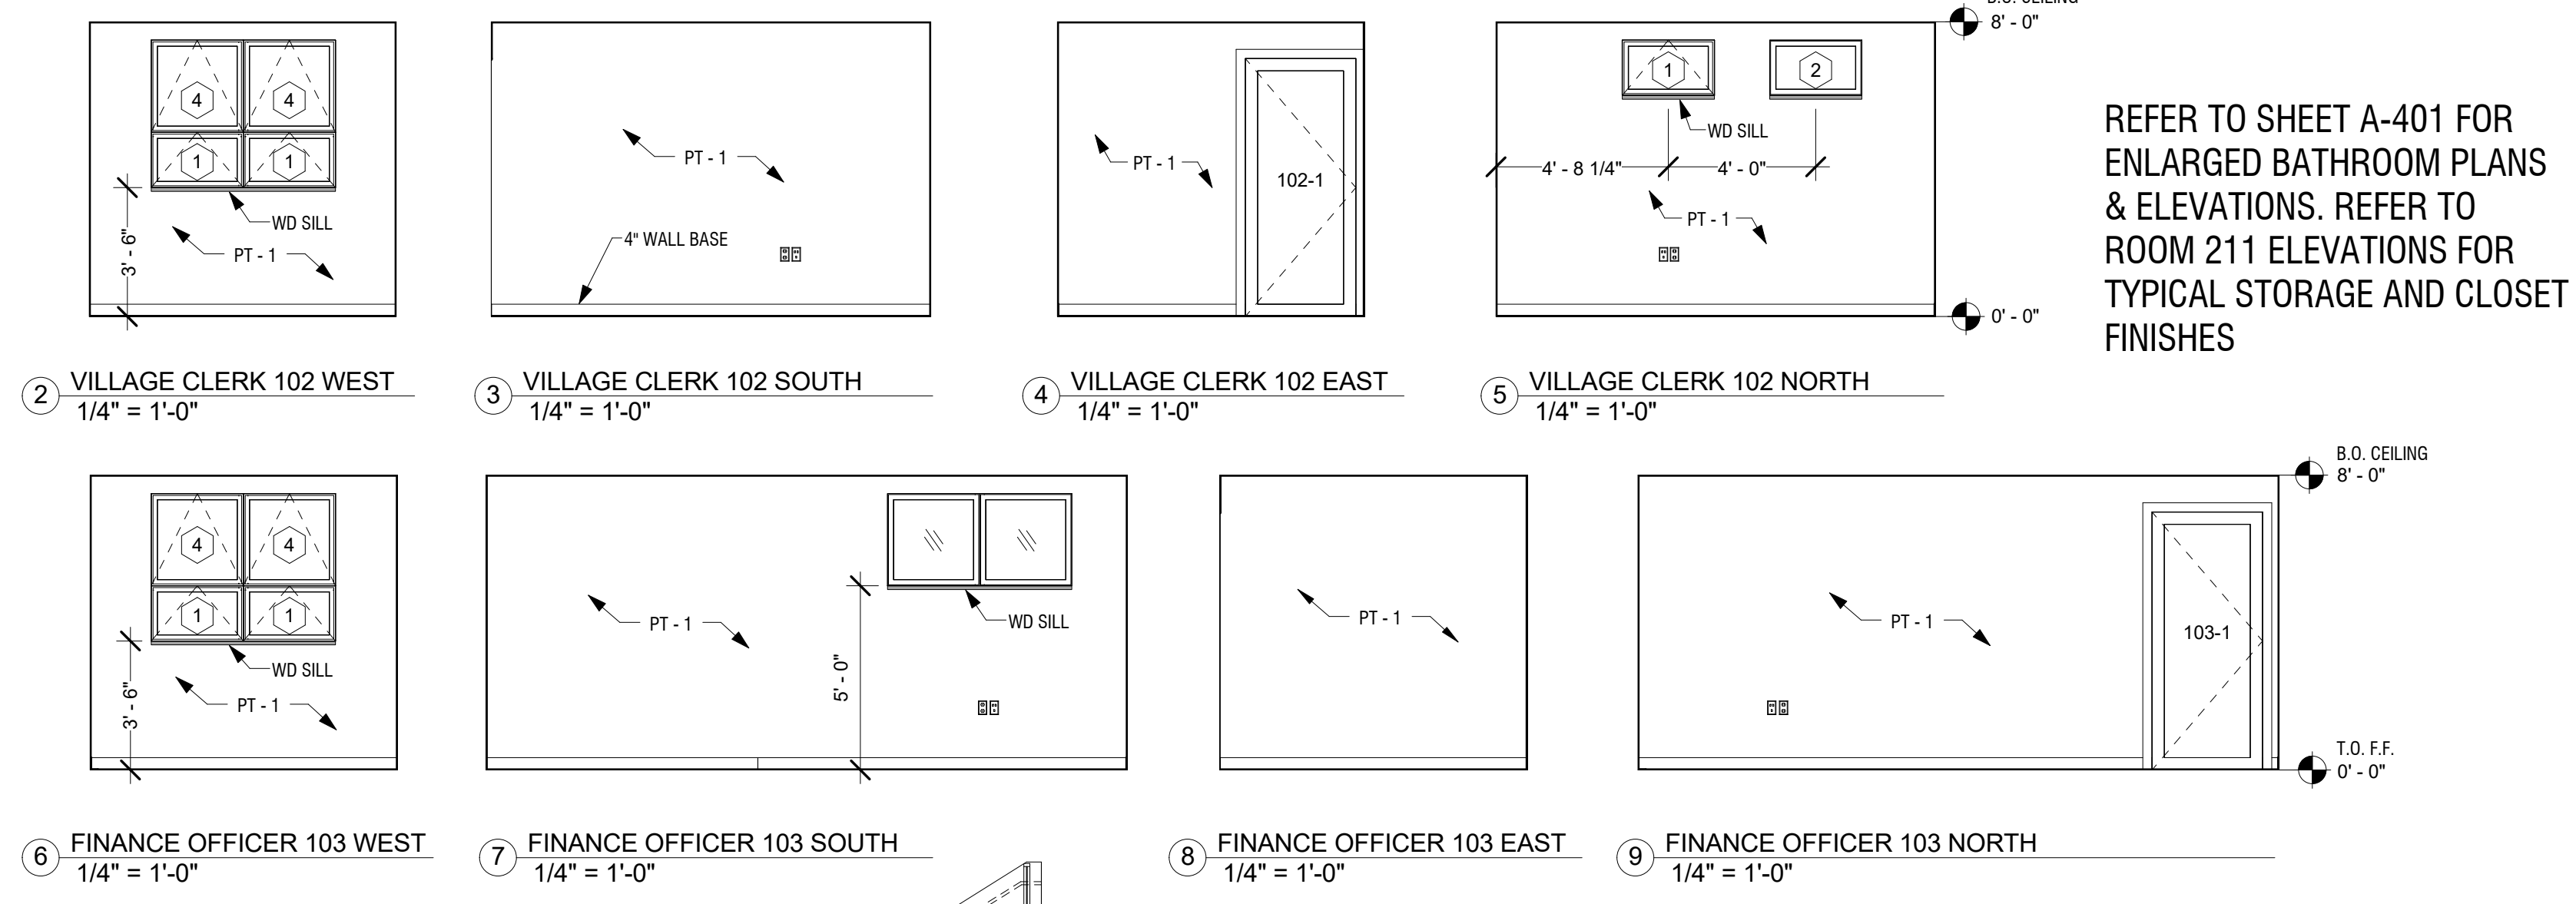 B.O. CEILING
8' - 0"
4
4
1
1
WD SILL
PT - 1
3' - 6"
PT - 1
4" WALL BASE
PT - 1
102-1
1
2
WD SILL
4' - 8 1/4"
4' - 0"
PT - 1
0' - 0"
REFER TO SHEET A-401 FOR
ENLARGED BATHROOM PLANS
& ELEVATIONS. REFER TO
ROOM 211 ELEVATIONS FOR
TYPICAL STORAGE AND CLOSET
FINISHES
2
VILLAGE CLERK 102 WEST
1/4" = 1'-0"
3
VILLAGE CLERK 102 SOUTH
1/4" = 1'-0"
4
VILLAGE CLERK 102 EAST
1/4" = 1'-0"
5
VILLAGE CLERK 102 NORTH
1/4" = 1'-0"
4
4
1
1
WD SILL
3' - 6"
PT - 1
PT - 1
WD SILL
5' - 0"
PT - 1
PT - 1
103-1
B.O. CEILING
8' - 0"
T.O. F.F.
0' - 0"
6
FINANCE OFFICER 103 WEST
1/4" = 1'-0"
7
FINANCE OFFICER 103 SOUTH
1/4" = 1'-0"
8
FINANCE OFFICER 103 EAST
1/4" = 1'-0"
9
FINANCE OFFICER 103 NORTH
1/4" = 1'-0"